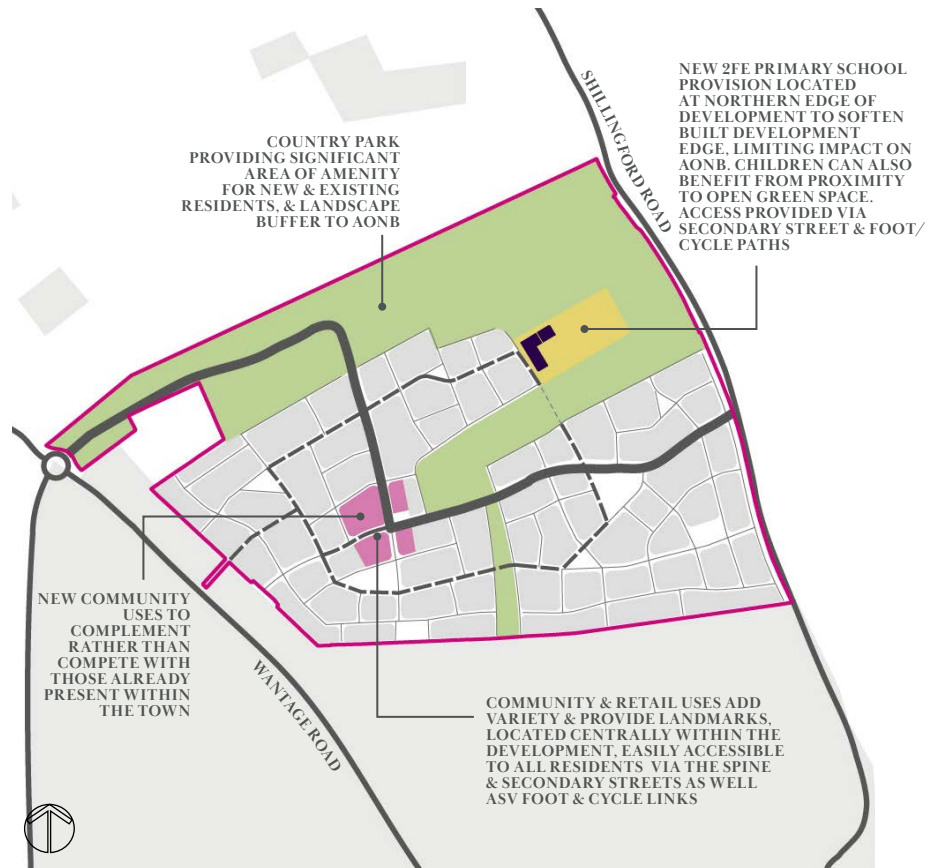 COUNTRY PARK
PROVIDING SIGNIFICANT
AREA OF AMENITY
FOR NEW & EXISTING
RESIDENTS, & LANDSCAPE
BUFFER TO AONB
SHILLINGFORD ROAD
NEW 2FE PRIMARY SCHOOL
PROVISION LOCATED
AT NORTHERN EDGE OF
DEVELOPMENT TO SOFTEN
BUILT DEVELOPMENT
EDGE, LIMITING IMPACT ON
AONB. CHILDREN CAN ALSO
BENEFIT FROM PROXIMITY
TO OPEN GREEN SPACE.
ACCESS PROVIDED VIA
SECONDARY STREET & FOOT/
CYCLE PATHS
NEW COMMUNITY
USES TO
COMPLEMENT
RATHER THAN
COMPETE WITH
THOSE ALREADY
PRESENT WITHIN
THE TOWN
WANTAGE ROAD
COMMUNITY & RETAIL USES ADD
VARIETY & PROVIDE LANDMARKS,
LOCATED CENTRALLY WITHIN THE
DEVELOPMENT, EASILY ACCESSIBLE
TO ALL RESIDENTS VIA THE SPINE
& SECONDARY STREETS AS WELL
ASV FOOT & CYCLE LINKS